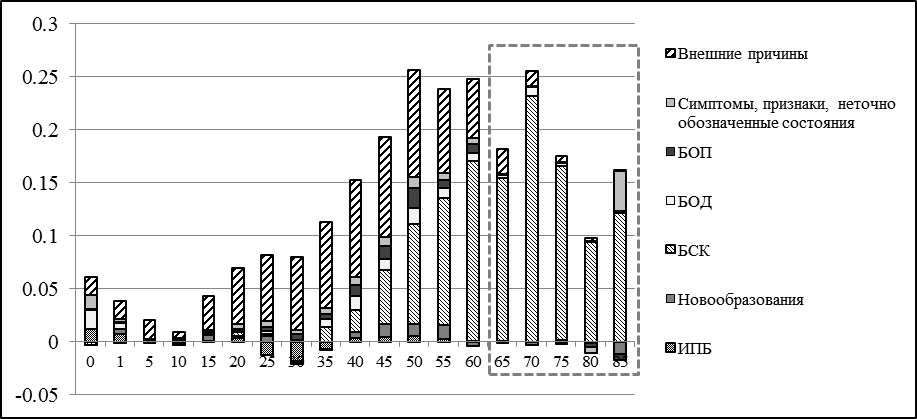 0.3
0.25
0.2
0.15
0.1
0.05
0
-0.05
0 1 5 10 15 20 25 30 35 40 45 50 55 60 65 70 75 80 85
Внешние причины
Симптомы, признаки, неточно
обозначенные состояния
БОП
БОД
БСК
Новообразования
ИПБ